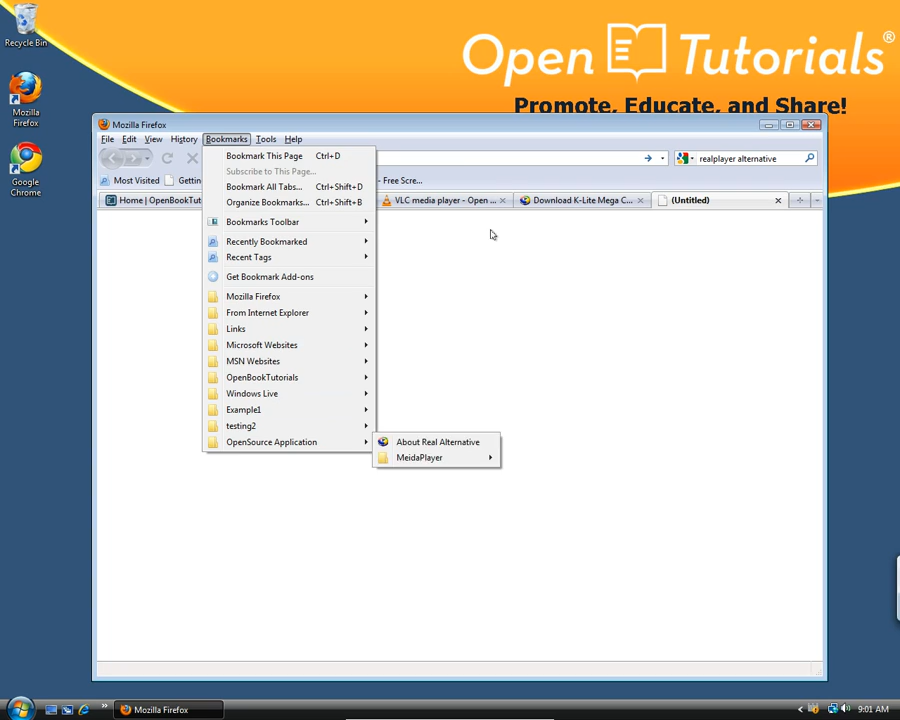 Recycle Bin
Open Tutorials®
Promote, Educate, and Share!
Mozilla
Firefox
Google
Chrome
Mozilla Firefox
File Edit View History Bookmarks Tools Help
realplayer alternative
Most Visited Gettin
- Free Scre...
Home | OpenBookTut
VLC media player - Open ...
Download K-Lite Mega C...
(Untitled)
Bookmark This Page Ctrl+D
Subscribe to This Page...
Bookmark All Tabs... Ctrl+Shift+D
Organize Bookmarks... Ctrl+Shift+B
Bookmarks Toolbar
Recently Bookmarked
Recent Tags
Get Bookmark Add-ons
Mozilla Firefox
From Internet Explorer
Links
Microsoft Websites
MSN Websites
OpenBookTutorials
Windows Live
Example1
testing2
OpenSource Application
About Real Alternative
MeidaPlayer
Mozilla Firefox
9:01 AM